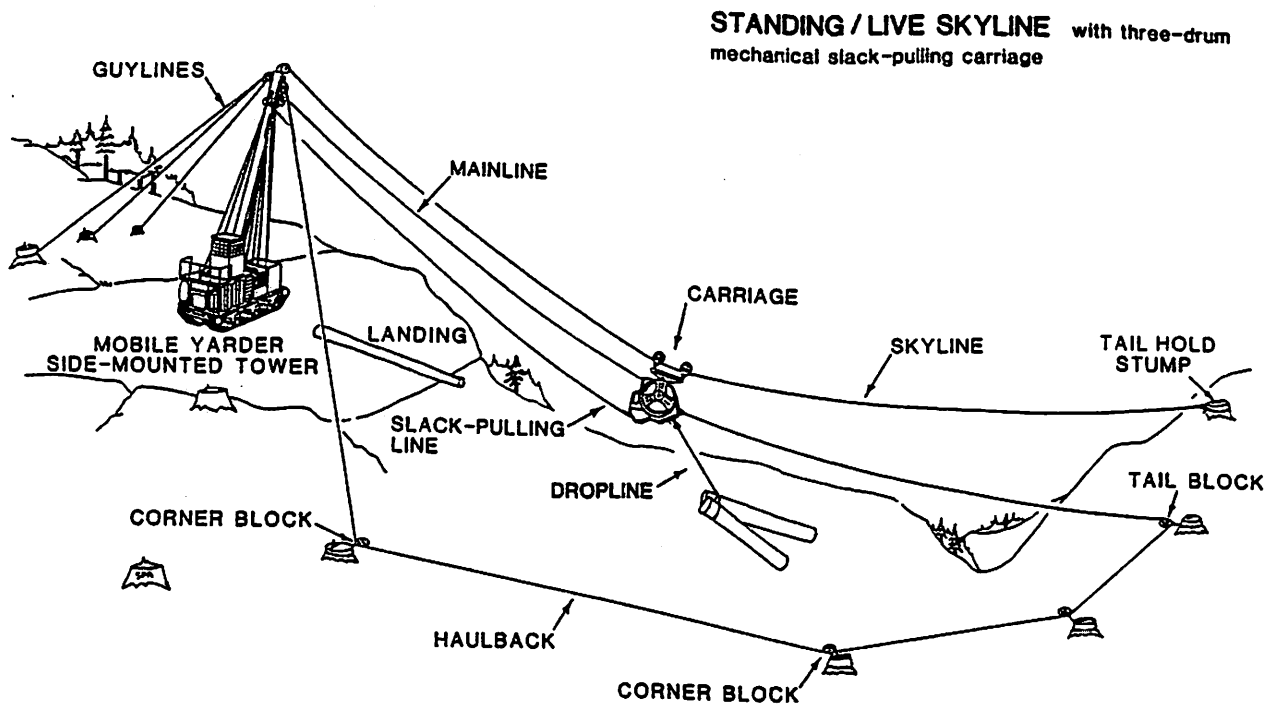 STANDING / LIVE SKYLINE with three-drum
mechanical slack-pulling carriage
GUYLINES
MAINLINE
CARRIAGE
MOBILE YARDER
SIDE-MOUNTED TOWER
LANDING
SKYLINE
TAIL HOLD
STUMP
SLACK-PULLING
LINE
DROPLINE
TAIL BLOCK
CORNER BLOCK
HAULBACK
CORNER BLOCK